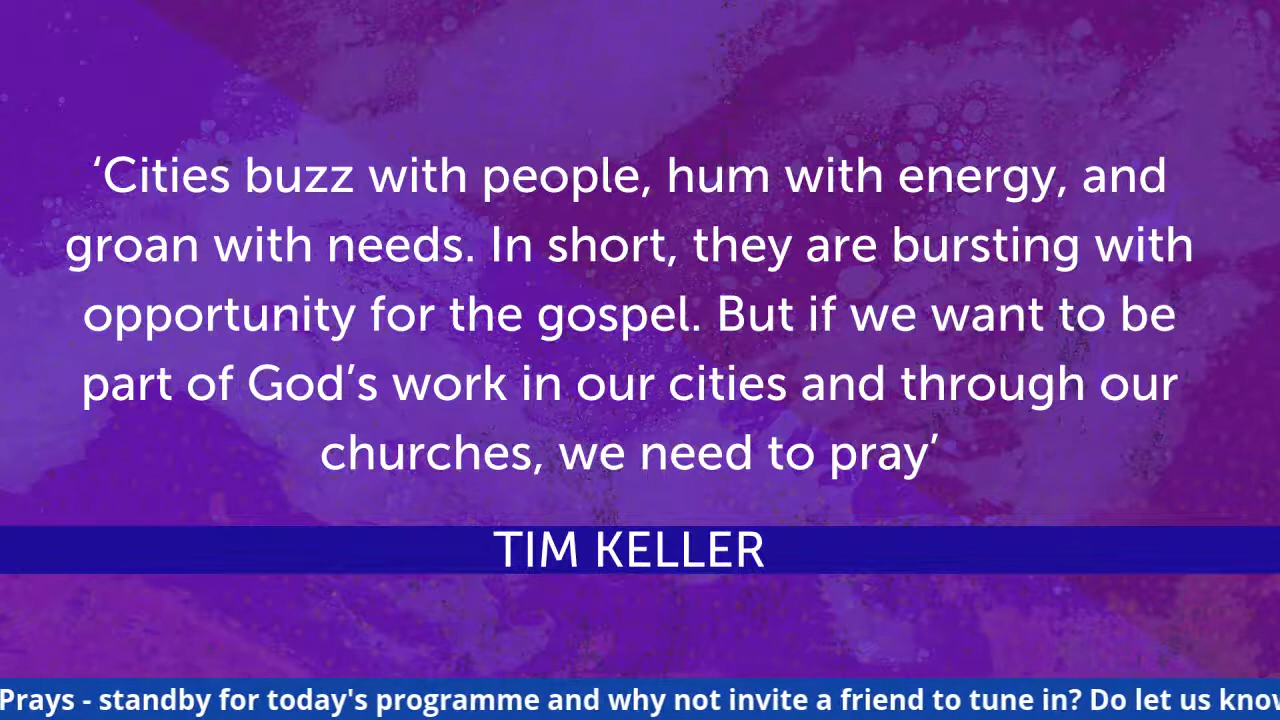 ‘Cities buzz with people, hum with energy, and
groan with needs. In short, they are bursting with
opportunity for the gospel. But if we want to be
part of God’s work in our cities and through our
churches, we need to pray’
TIM KELLER
Prays - standby for today's programme and why not invite a friend to tune in? Do let us